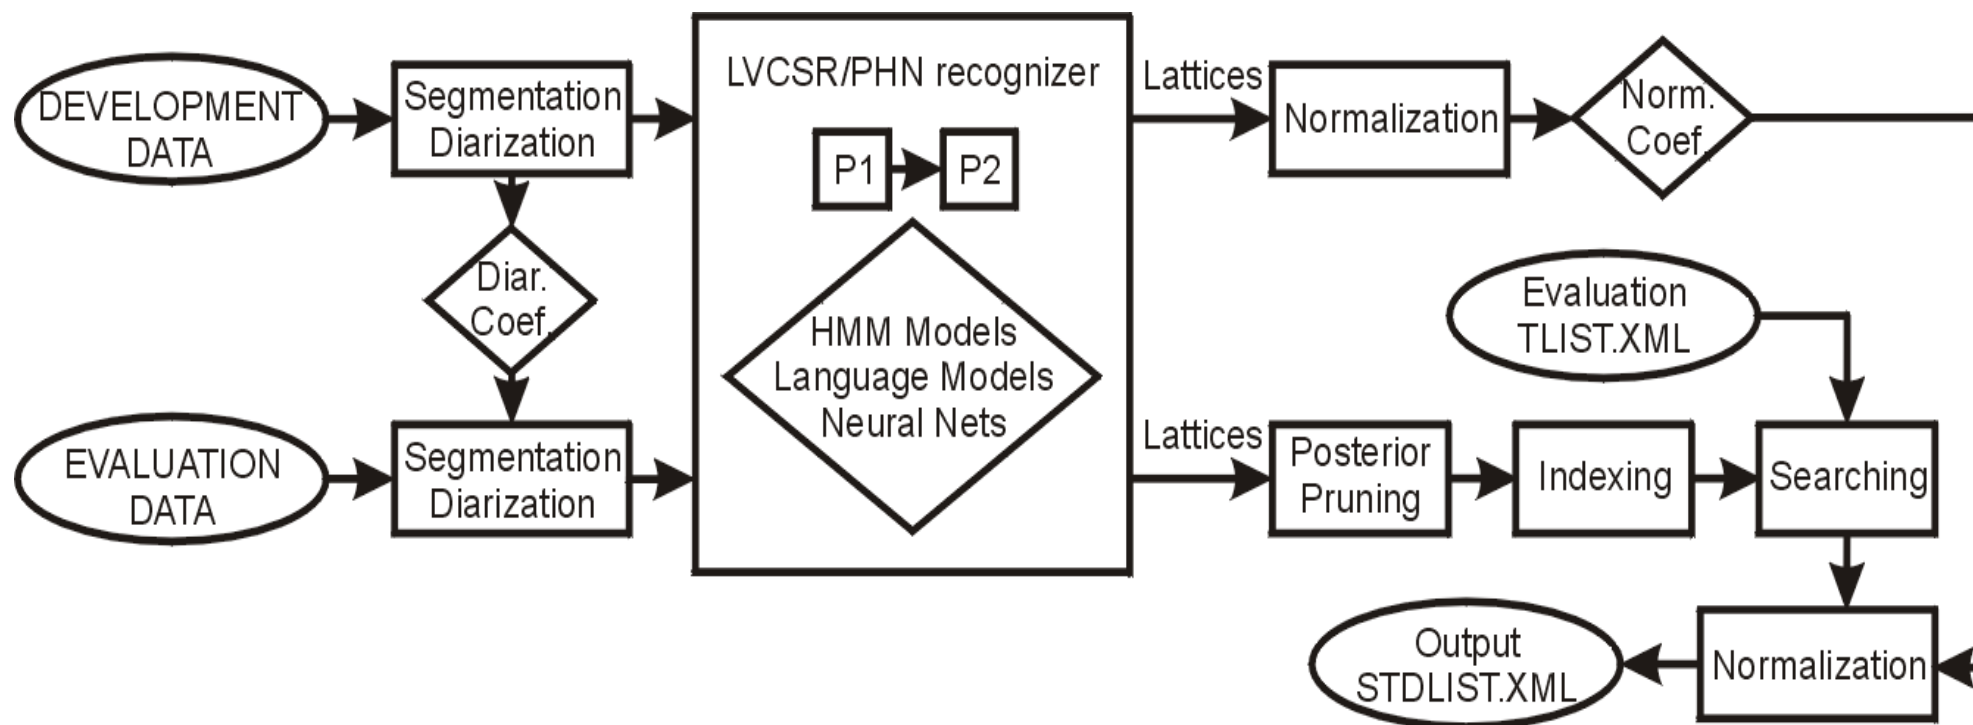 DEVELOPMENT
DATA
Segmentation
Diarization
Diar.
Coef.
EVALUATION
DATA
Segmentation
Diarization
LVCSR/PHN recognizer
P1
P2
HMM Models
Language Models
Neural Nets
Lattices
Normalization
Norm.
Coef.
Evaluation
TLIST.XML
Lattices
Posterior
Pruning
Indexing
Searching
Normalization
Output
STDLIST.XML